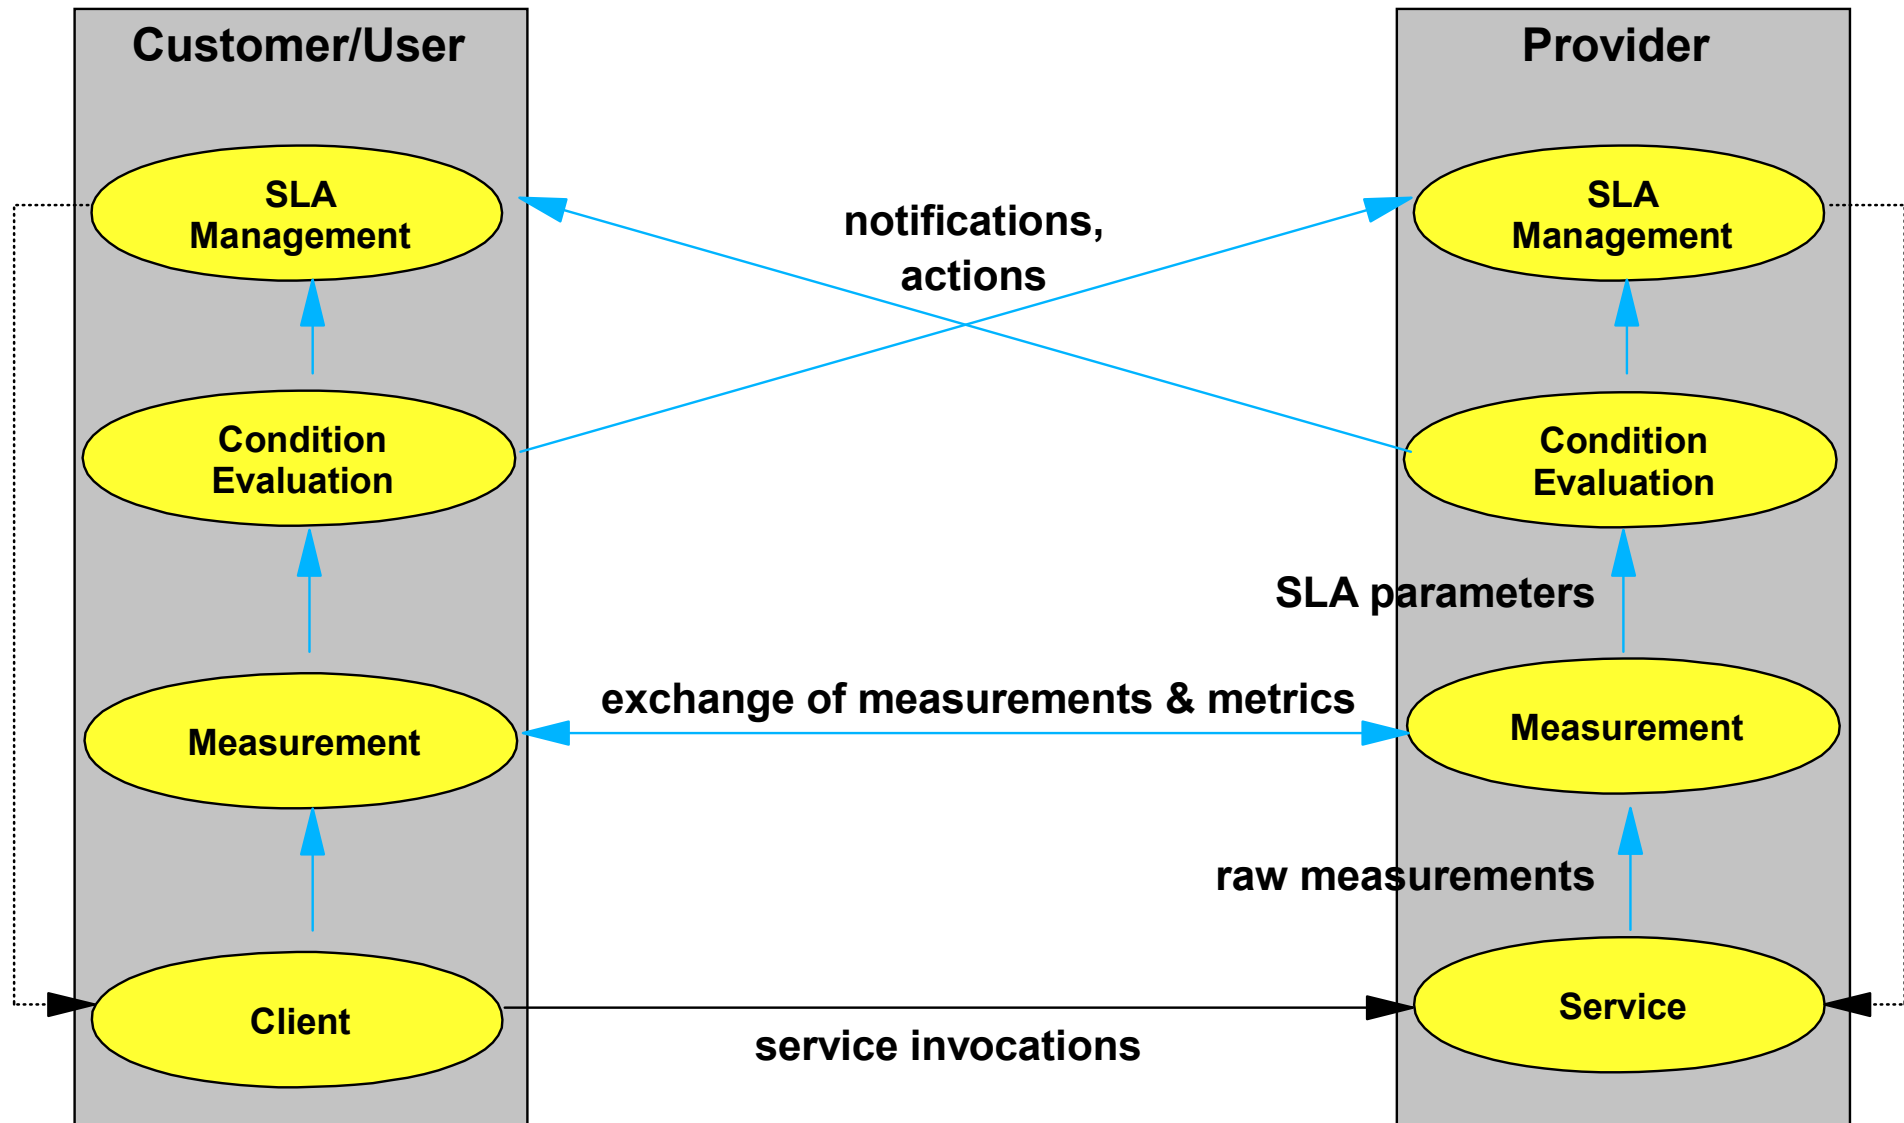 Customer/User
Provider
SLA
Management
notifications,
actions
SLA
Management
Condition
Evaluation
Condition
Evaluation
SLA parameters
Measurement
exchange of measurements & metrics
Measurement
raw measurements
Client
service invocations
Service